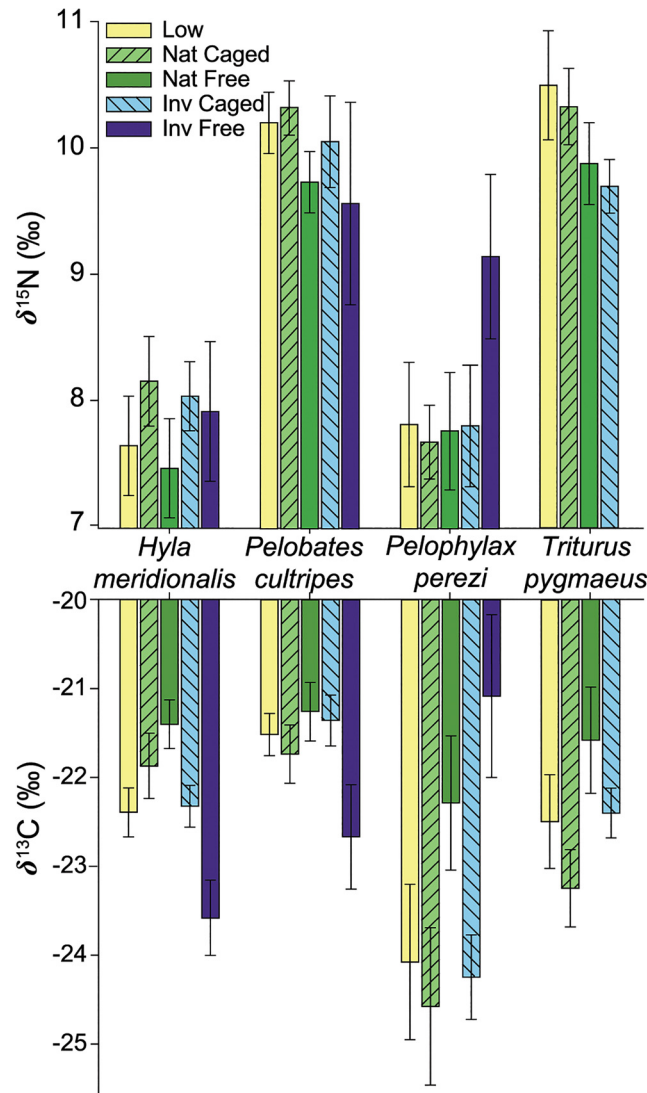 11
10
9
8
7
δ15N (‰)
Low
Nat Caged
Nat Free
Inv Caged
Inv Free
Hyla meridionalis
Pelobates cultripes
Pelophylax perezi
Triturus pygmaeus
-20
-21
-22
-23
-24
-25
δ13C (‰)